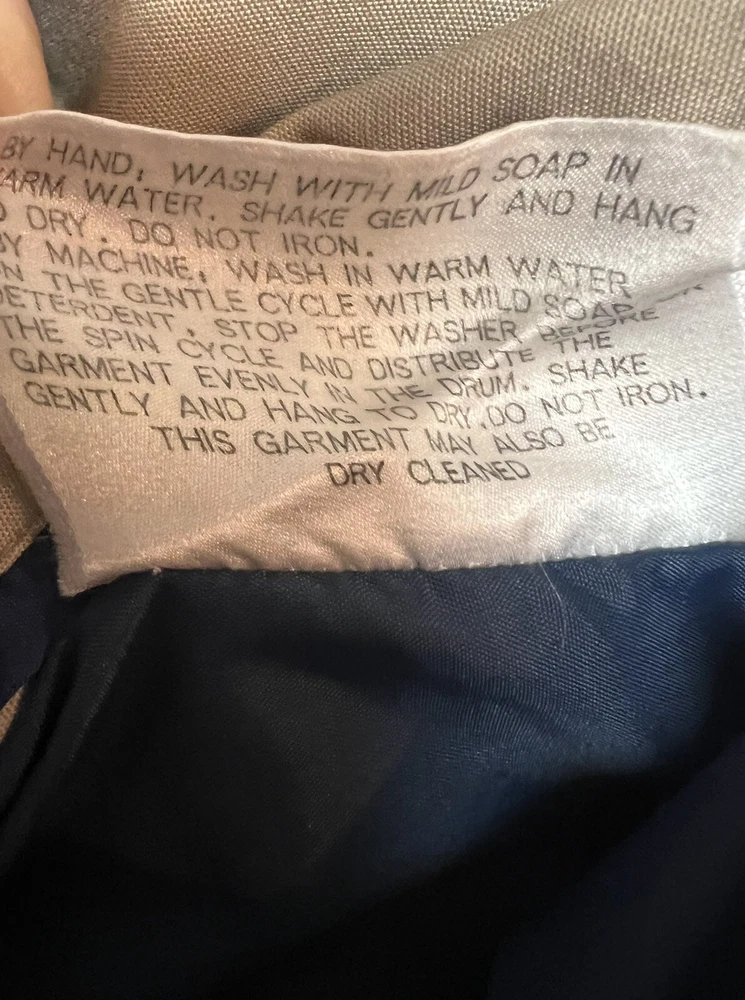 BY HAND, WASH WITH MILD SOAP IN
ARM WATER. SHAKE GENTLY AND HANG
O DRY. DO NOT IRON.
BY MACHINE, WASH IN WARM WATER
N THE GENTLE CYCLE WITH MILD SOAP OR
DETERDENT. STOP THE WASHER BEFORE
THE SPIN CYCLE AND DISTRIBUTE THE
GARMENT EVENLY IN THE DRUM. SHAKE
GENTLY AND HANG TO DRY.DO NOT IRON.
THIS GARMENT MAY ALSO BE
DRY CLEANED